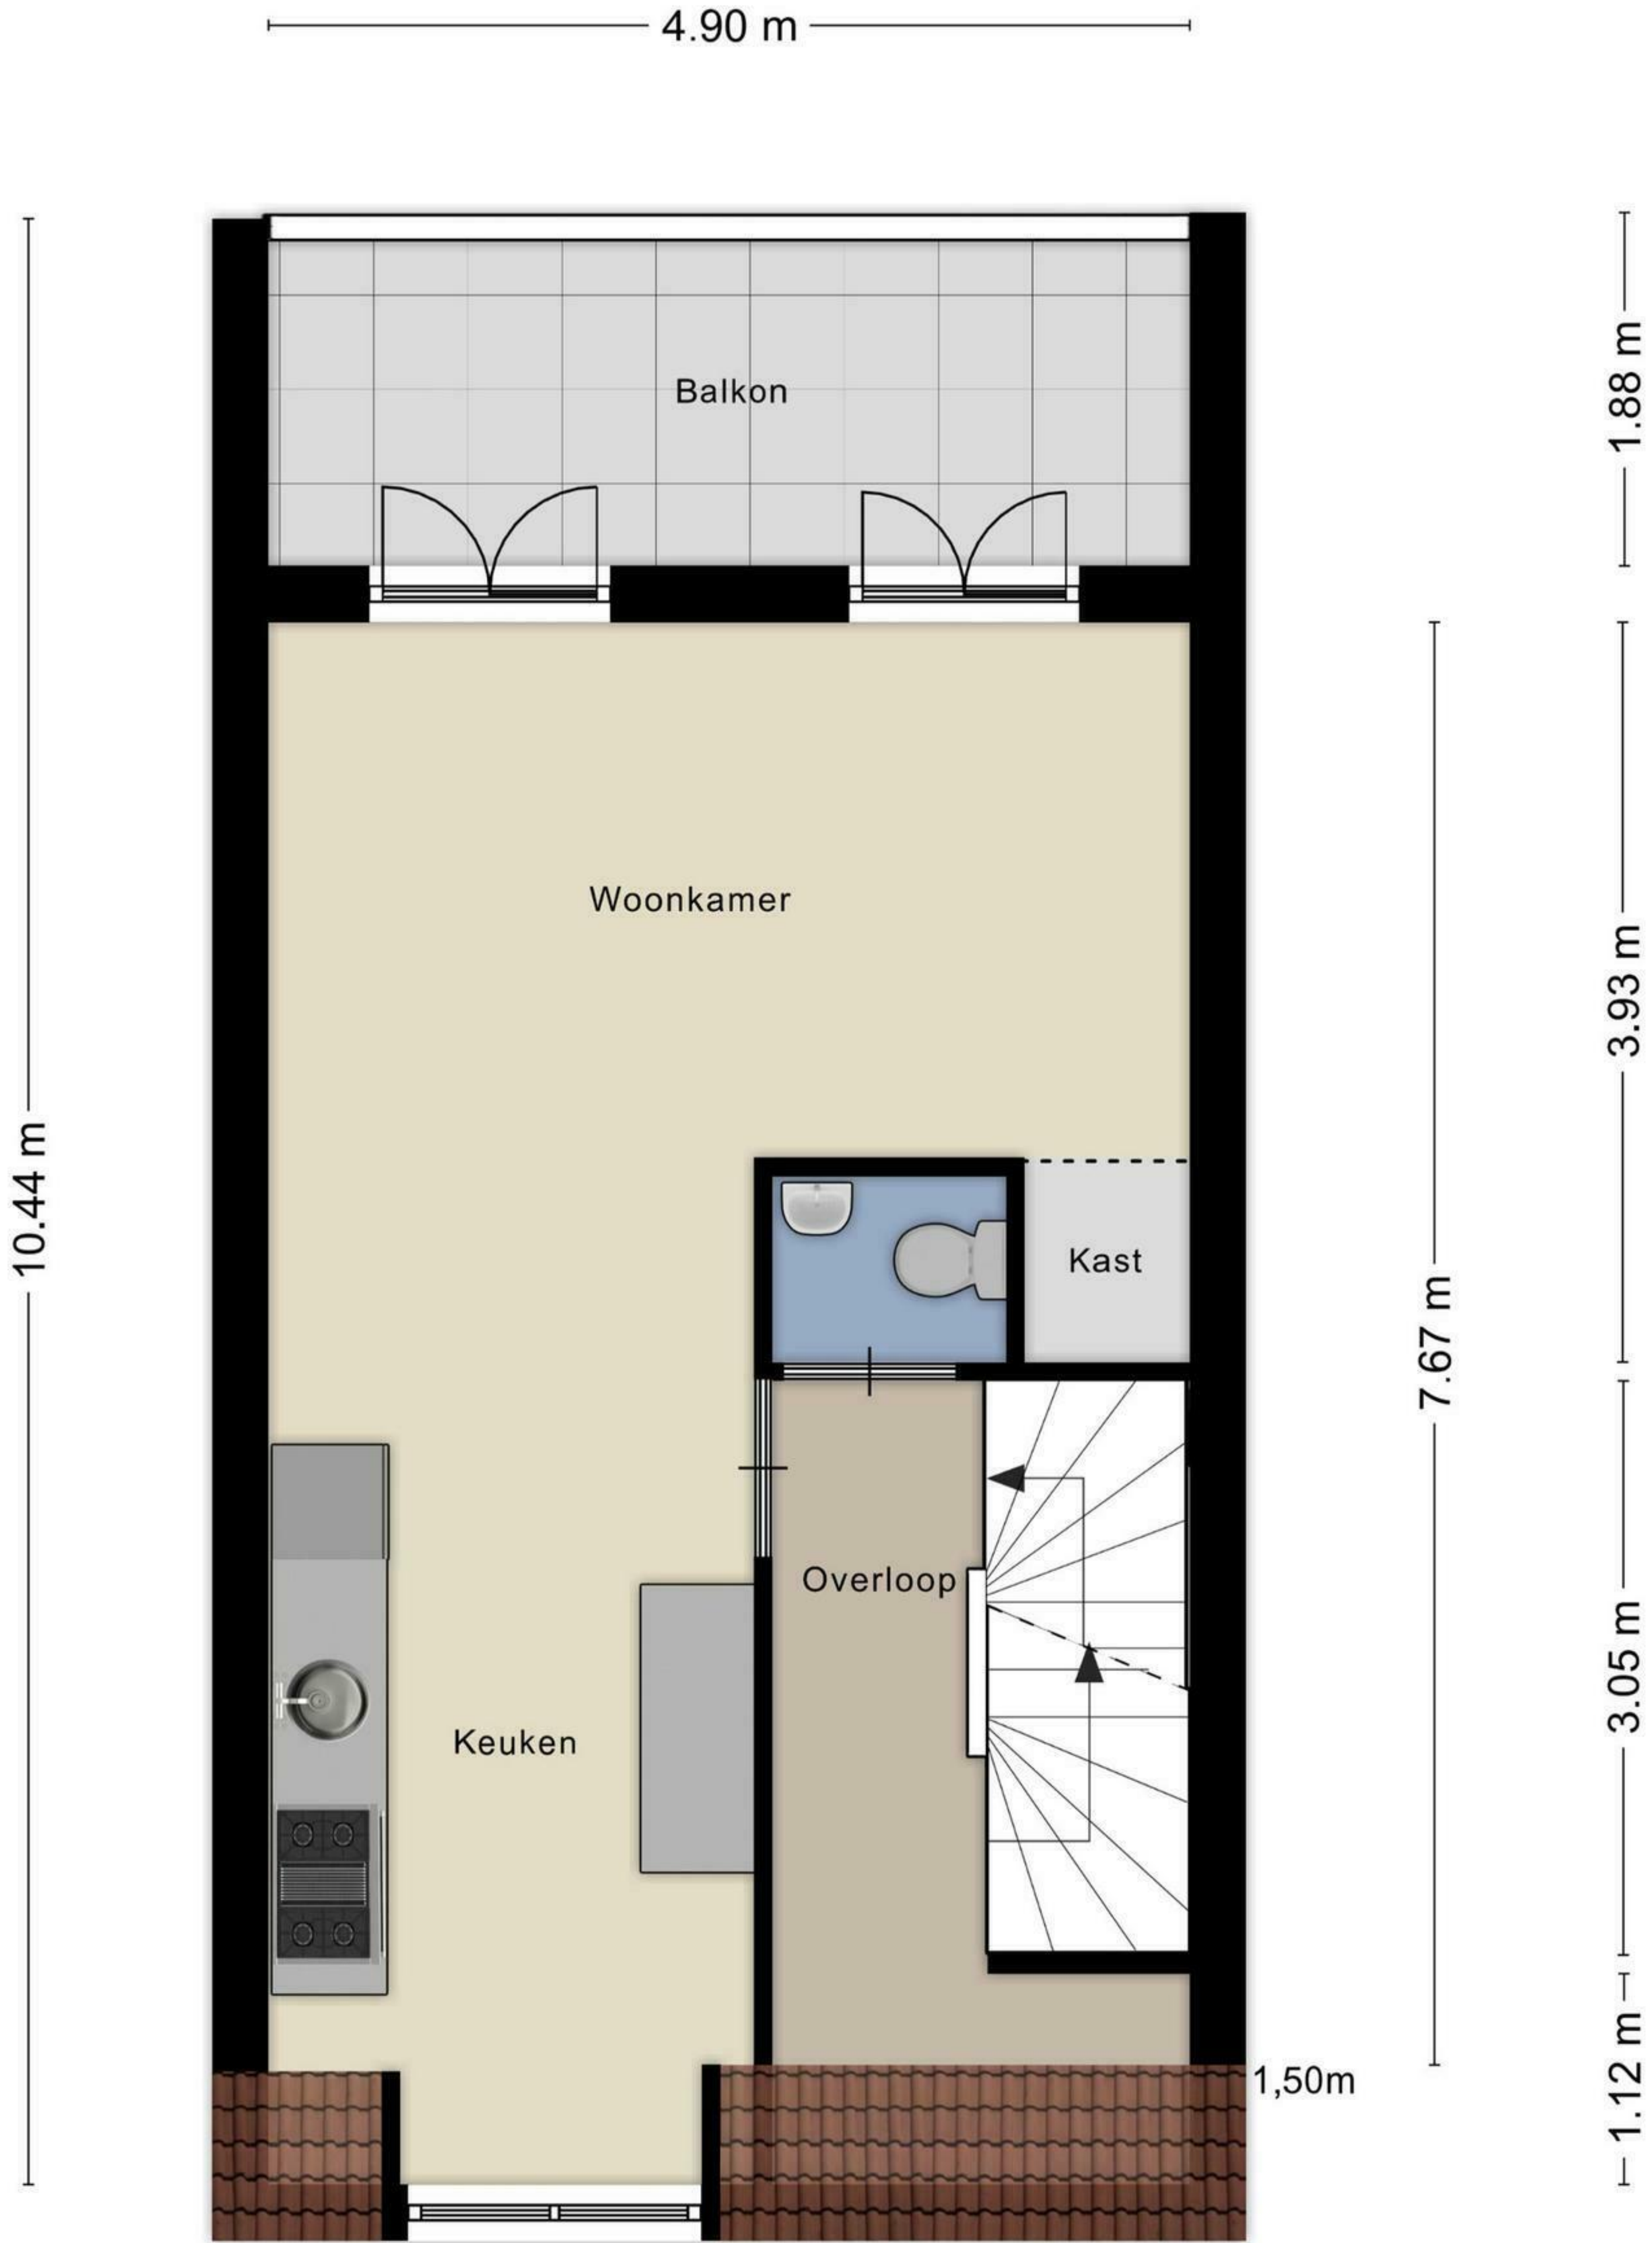 4.90 m
Balkon
1.88 m
Woonkamer
3.93 m
10.44 m
Kast
7.67 m
Overloop
3.05 m
Keuken
1,50m
1.12 m